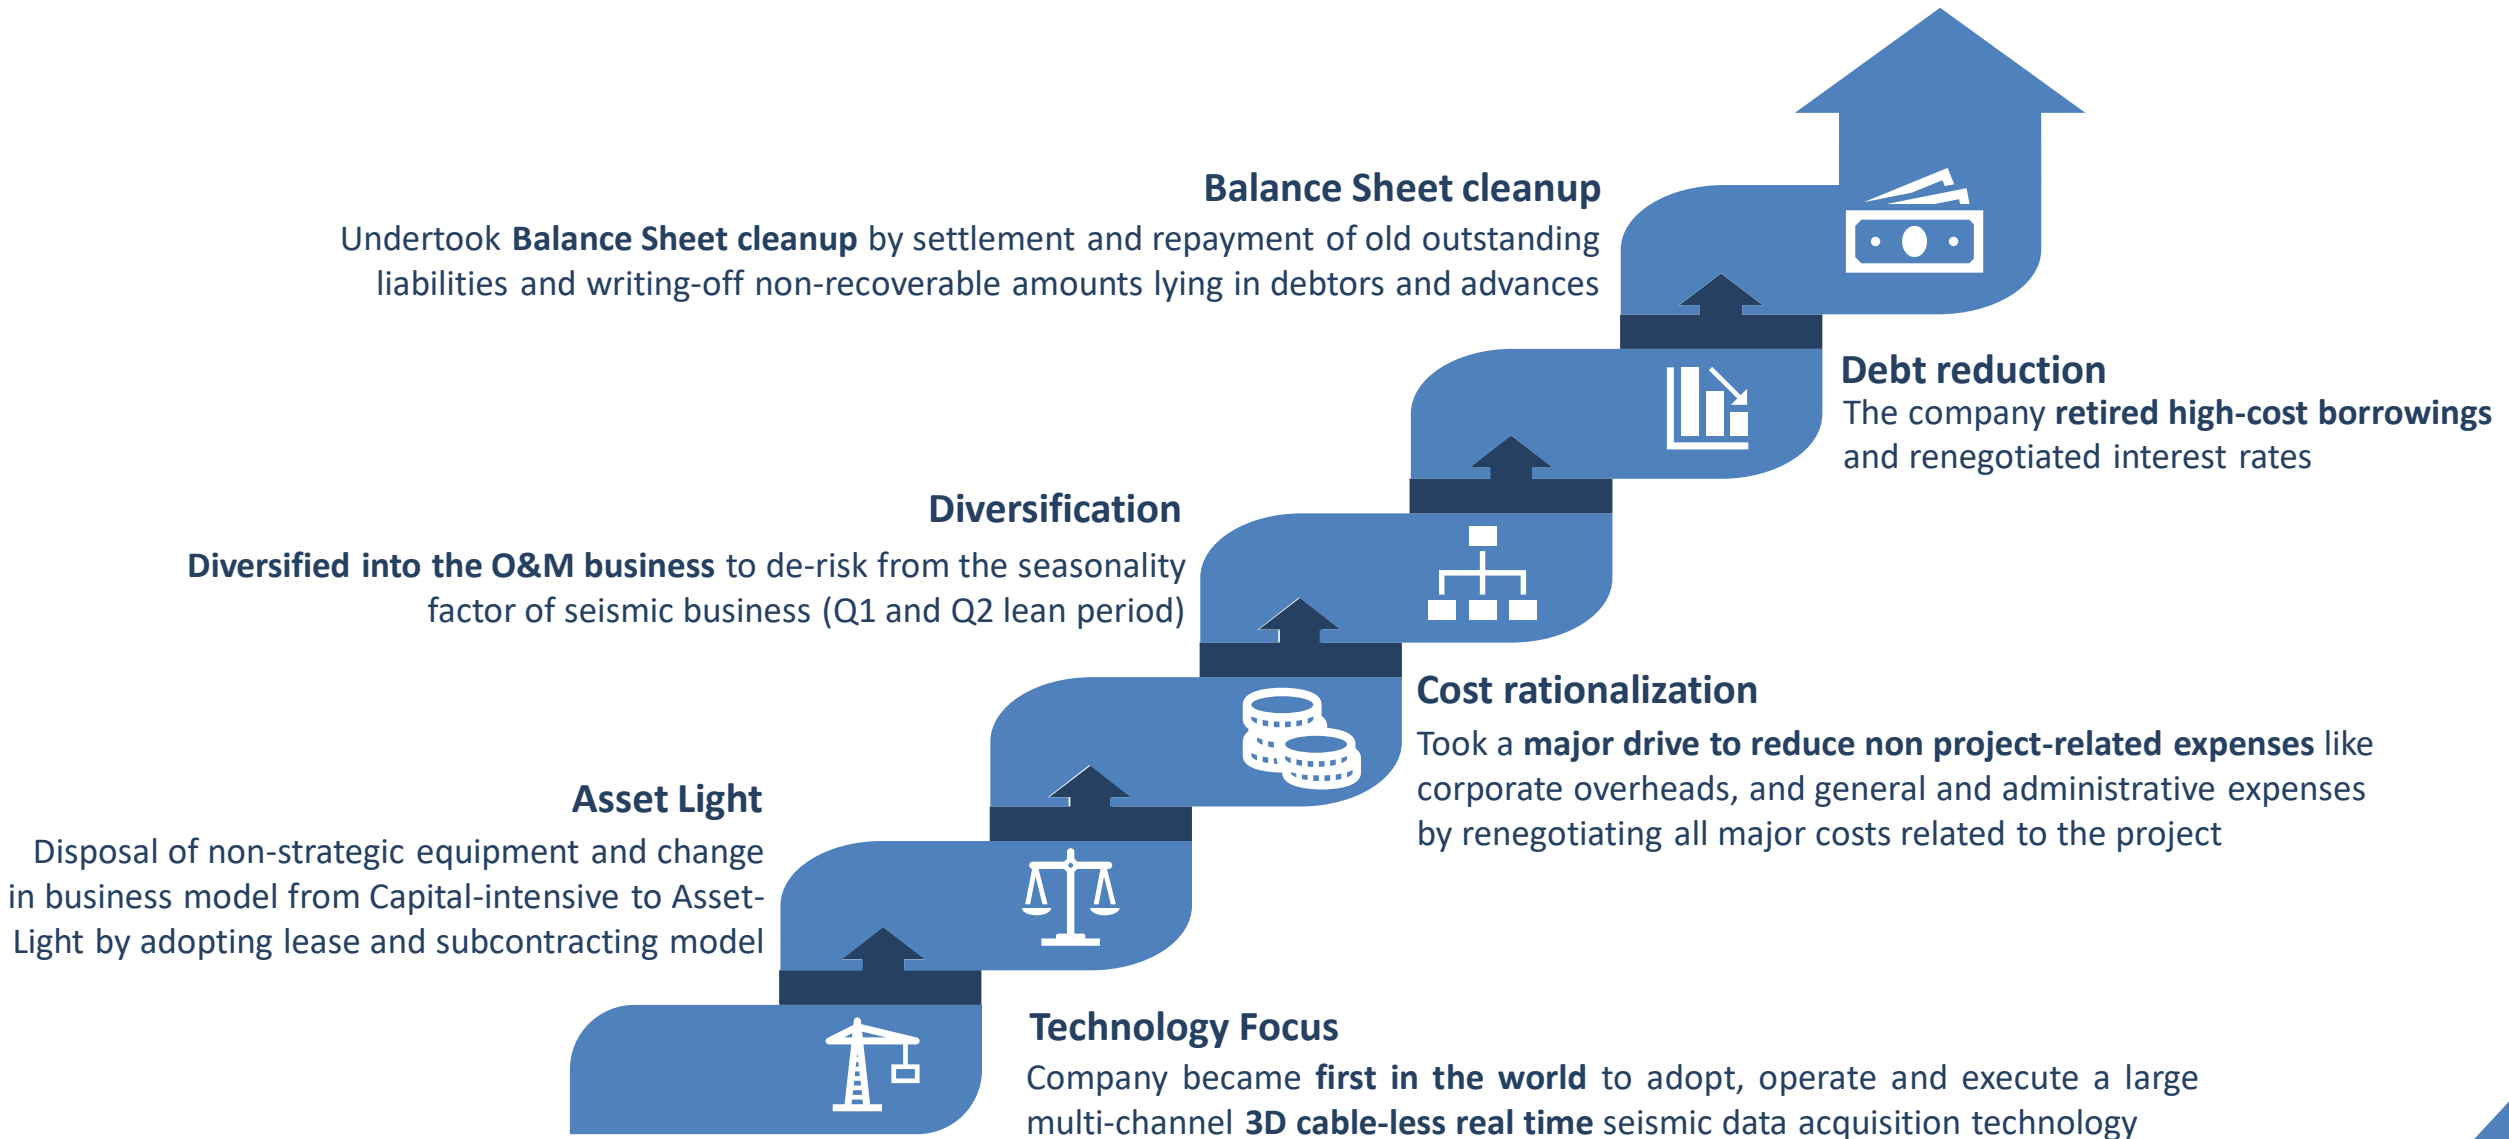 Balance Sheet cleanup
Undertook Balance Sheet cleanup by settlement and repayment of old outstanding
liabilities and writing-off non-recoverable amounts lying in debtors and advances
Debt reduction
The company retired high-cost borrowings
and renegotiated interest rates
Diversification
Diversified into the O&M business to de-risk from the seasonality
factor of seismic business (Q1 and Q2 lean period)
Cost rationalization
Took a major drive to reduce non project-related expenses like
corporate overheads, and general and administrative expenses
by renegotiating all major costs related to the project
Asset Light
Disposal of non-strategic equipment and change
in business model from Capital-intensive to Asset-
Light by adopting lease and subcontracting model
Technology Focus
Company became first in the world to adopt, operate and execute a large
multi-channel 3D cable-less real time seismic data acquisition technology